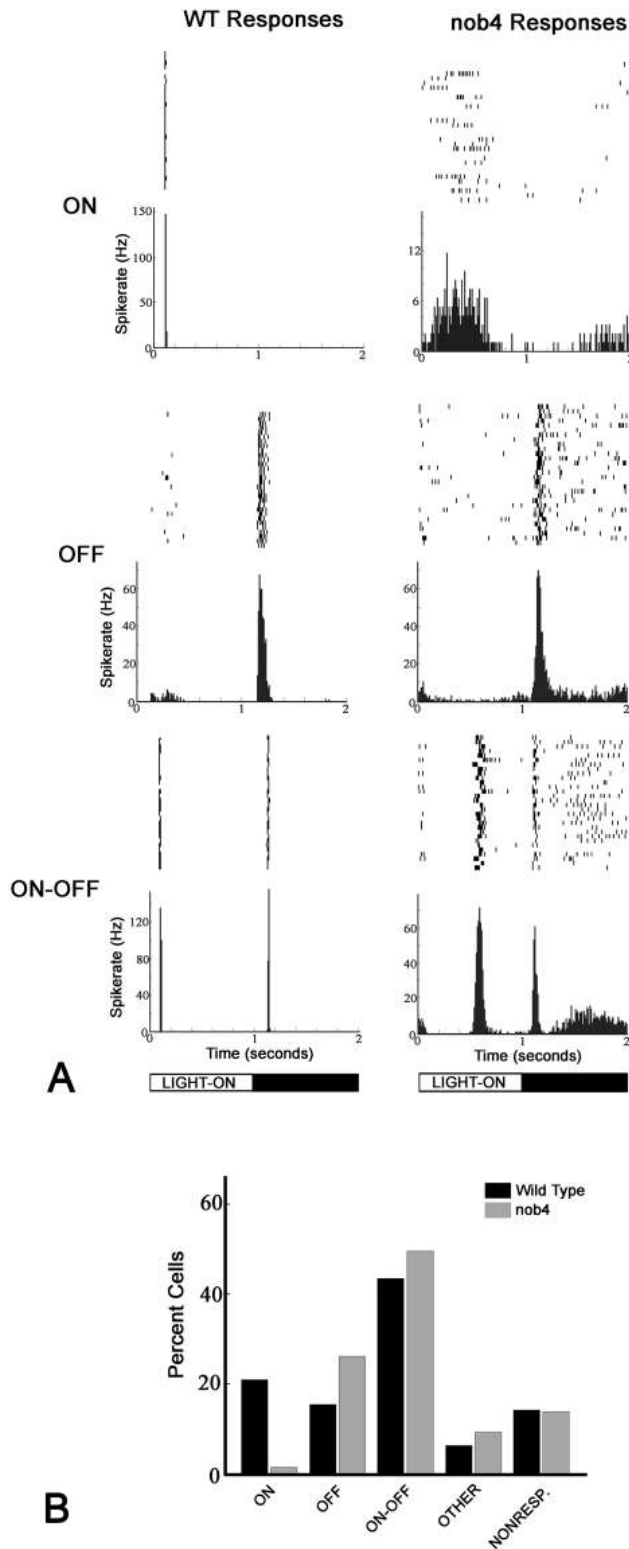 WT Responses
nob4 Responses
ON
Spikerate (Hz)
150
100
50
0
0
1
2
12
6
0
0
1
2
OFF
Spikerate (Hz)
60
40
20
0
0
1
2
60
40
20
0
0
1
2
ON-OFF
Spikerate (Hz)
120
80
40
0
0
1
2
Time (seconds)
60
40
20
0
0
1
2
Time (seconds)
A
LIGHT-ON
LIGHT-ON
Wild Type
nob4
Percent Cells
60
40
20
0
ON
OFF
ON-OFF
OTHER
NONRESP.
B